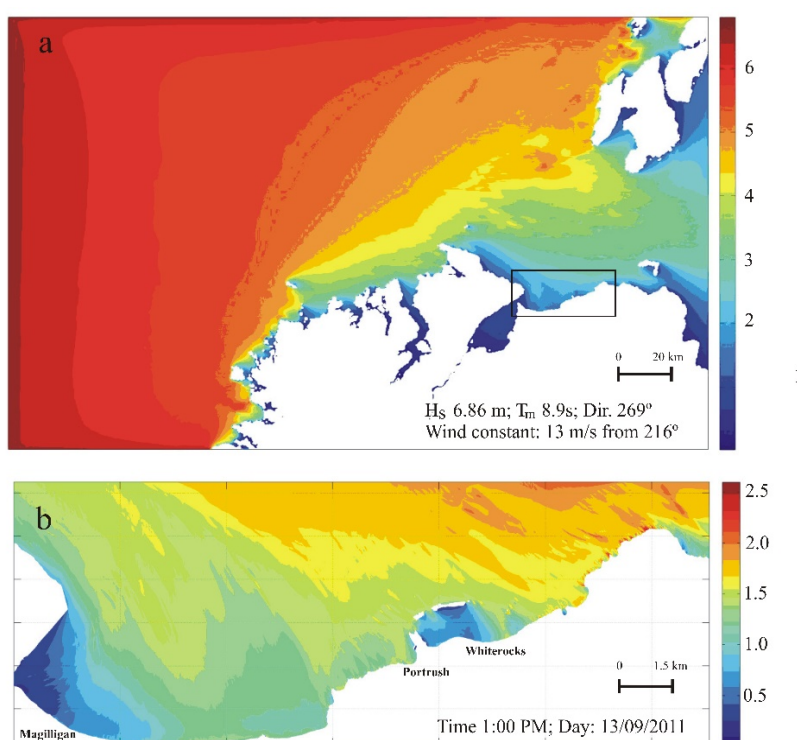 a
6
5
4
3
2
0 20 km
Hs 6.86 m; Tm 8.9s; Dir. 269º
Wind constant: 13 m/s from 216º
b
2.5
2.0
1.5
1.0
0.5
Whiterocks
Portrush
0 1.5 km
Time 1:00 PM; Day: 13/09/2011
Magilligan